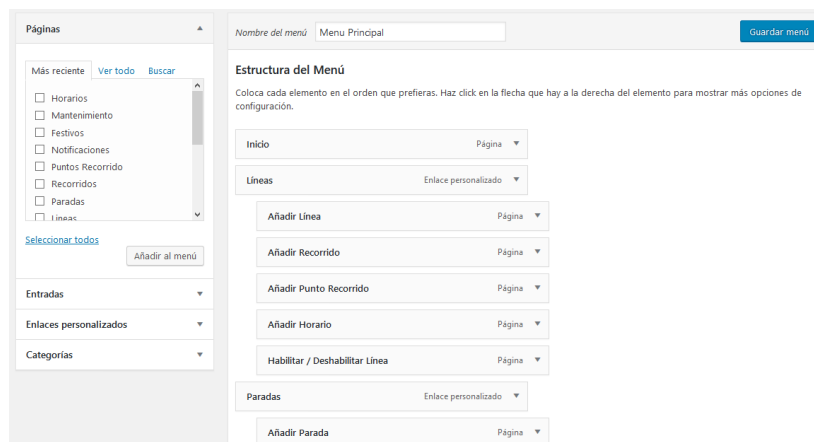 Páginas
Más reciente Ver todo Buscar
Horarios
Mantenimiento
Festivos
Notificaciones
Puntos Recorrido
Recorridos
Paradas
Lineas
Seleccionar todos
Añadir al menú
Entradas
Enlaces personalizados
Categorías
Nombre del menú Menu Principal Guardar menú
Estructura del Menú
Coloca cada elemento en el orden que prefieras. Haz click en la flecha que hay a la derecha del elemento para mostrar más opciones de
configuración.
Inicio Página
Líneas Enlace personalizado
Añadir Línea Página
Añadir Recorrido Página
Añadir Punto Recorrido Página
Añadir Horario Página
Habilitar / Deshabilitar Línea Página
Paradas Enlace personalizado
Añadir Parada Página